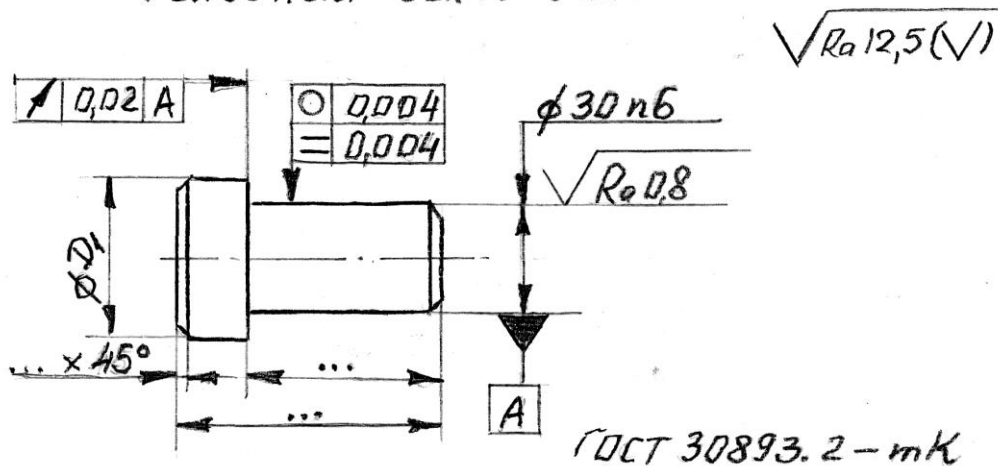 √Ra 12,5 (√)
↗ 0,02 A
○ 0,004
= 0,004
ϕ30 n6
√Ra 0,8
ϕD1
... × 45°
...
...
A
ГОСТ 30893.2 - mK